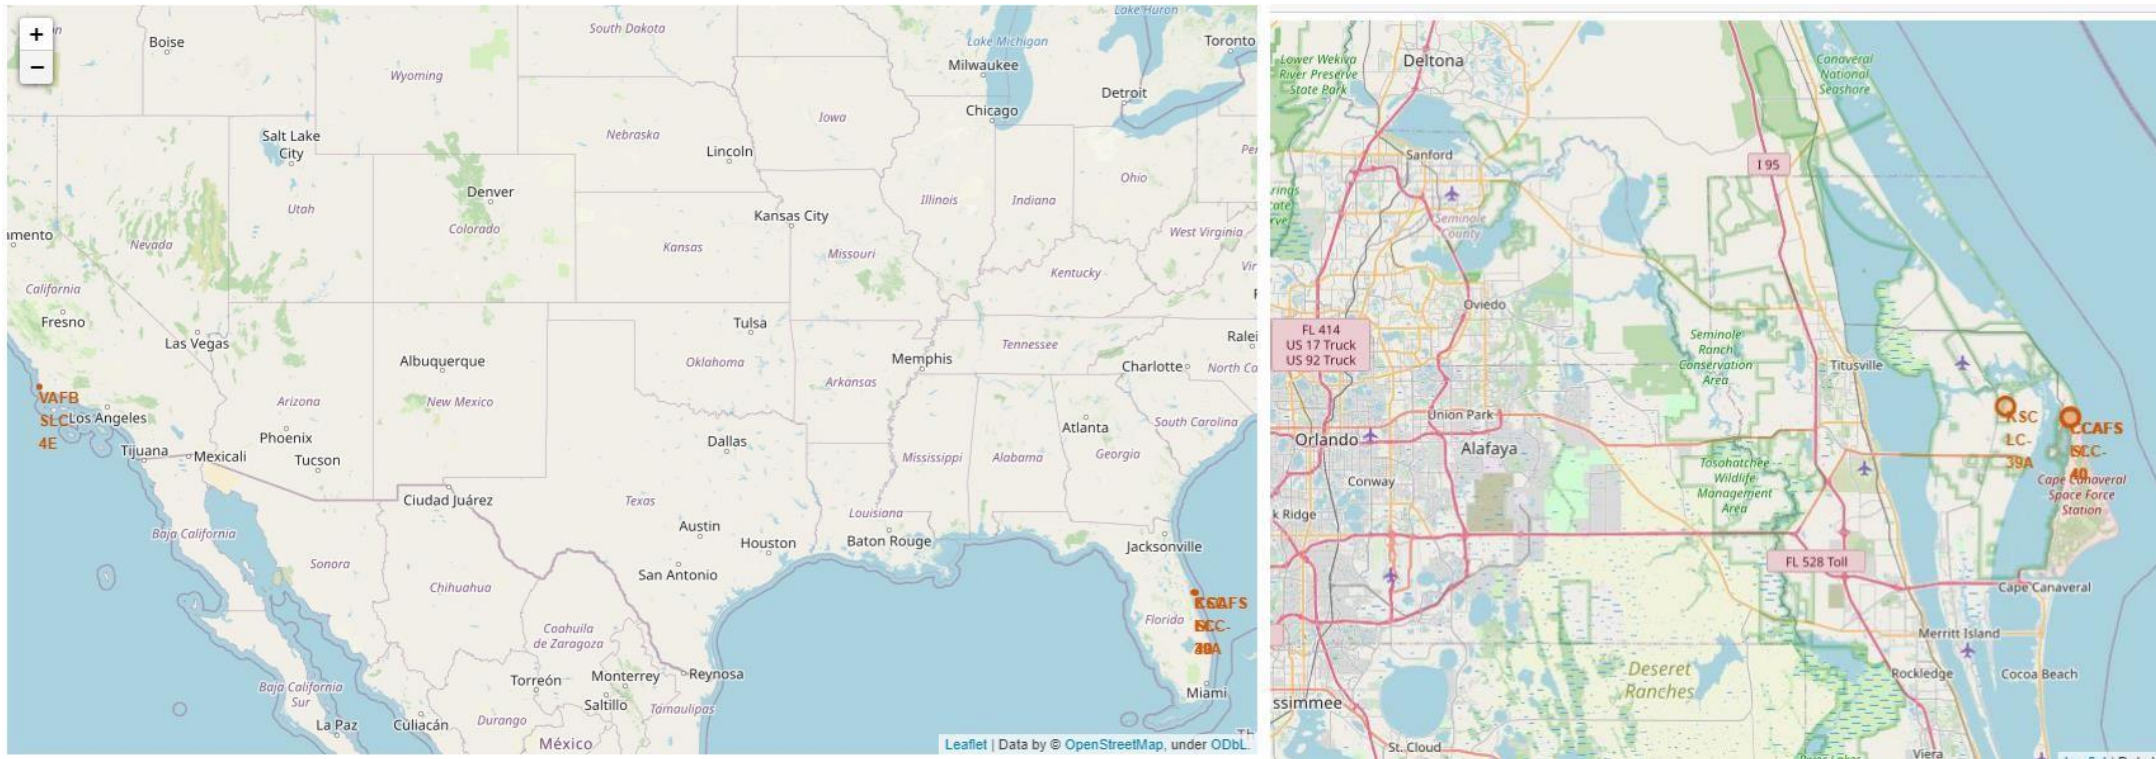 +
−
Boise
South Dakota
Lake Huron
Toronto
Lake Michigan
Milwaukee
Wyoming
Detroit
Chicago
Iowa
Salt Lake
City
Nebraska
Lincoln
Ohio
Denver
Utah
Illinois
Indiana
Kansas City
Colorado
Nevada
Kansas
Missouri
West Virginia
Kentucky
California
Fresno
Las Vegas
Tulsa
Albuquerque
Oklahoma
Memphis
Tennessee
Charlotte
Arkansas
VAFB
SLC-
4E
Los Angeles
Arizona
New Mexico
Atlanta
South Carolina
Phoenix
Dallas
Tijuana
Mexicali
Tucson
Mississippi
Alabama
Georgia
Ciudad Juárez
Texas
Louisiana
Austin
Baja California
Houston
Baton Rouge
Jacksonville
Sonora
San Antonio
Chihuahua
Florida
Coahuila
de Zaragoza
Torreón
Monterrey
Reynosa
Baja California
Sur
Saltillo
Miami
La Paz
Culiacán
Durango
Tamaulipas
México
Leaflet | Data by © OpenStreetMap, under ODbL.
Lower Wekiva
River Preserve
State Park
Deltona
Canaveral
National
Seashore
Sanford
I 95
Seminole
County
Oviedo
FL 414
US 17 Truck
US 92 Truck
Seminole
Ranch
Conservation
Area
Titusville
Union Park
Orlando
Alafaya
KSC
LC-
39A
CCAFS
Conway
Tosohatchee
Wildlife
Management
Area
Cape Canaveral
Space Force
Station
FL 528 Toll
Cape Canaveral
Merritt Island
Deseret
Ranches
Rockledge
Cocoa Beach
St. Cloud
Viera